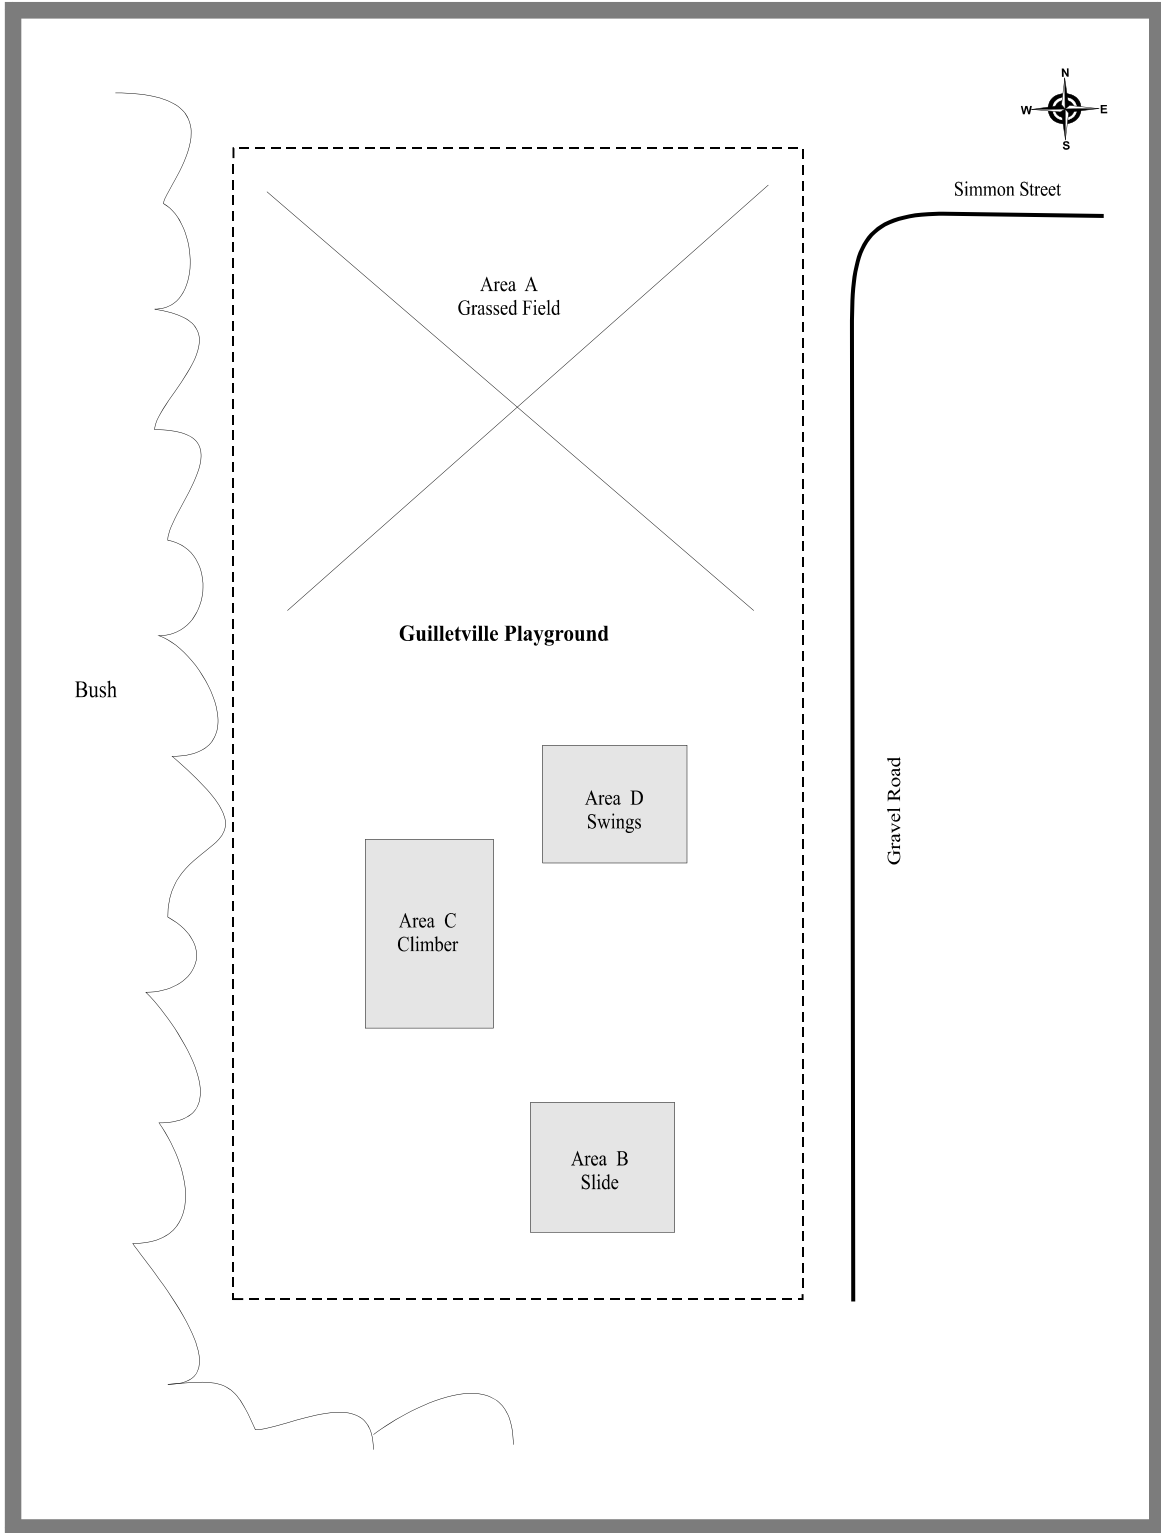 N
W E
S
Simmon Street
Area A
Grassed Field
Guilletville Playground
Bush
Area D
Swings
Gravel Road
Area C
Climber
Area B
Slide